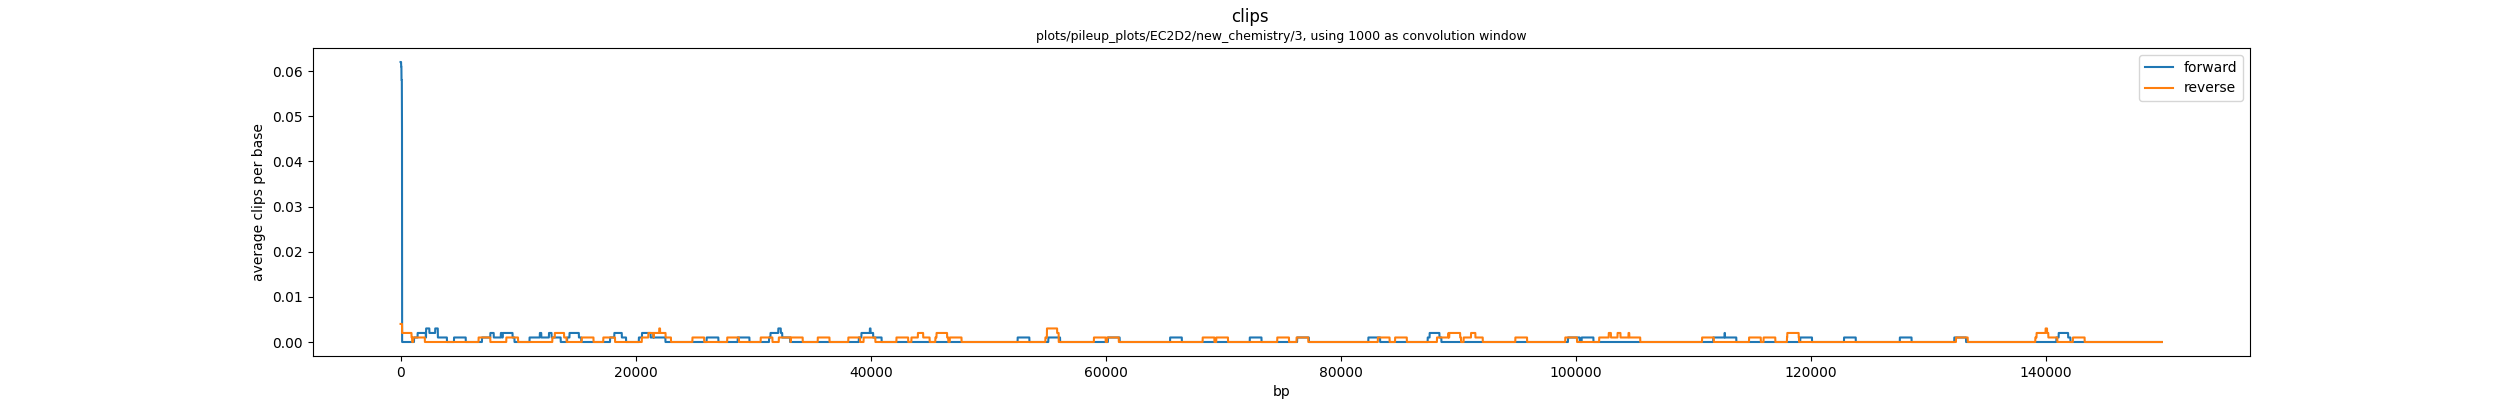 clips
plots/pileup_plots/EC2D2/new_chemistry/3, using 1000 as convolution window
forward
reverse
average clips per base
0.06
0.05
0.04
0.03
0.02
0.01
0.00
0 20000 40000 60000 80000 100000 120000 140000
bp